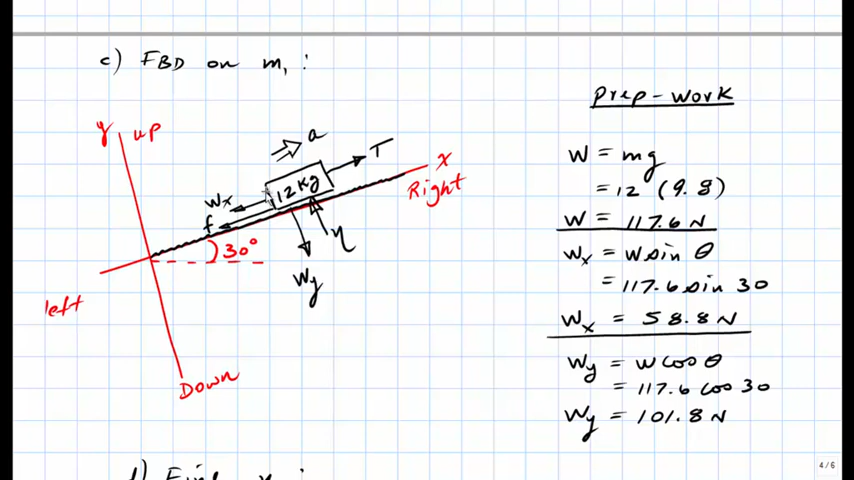 c) FBD on m₁ :
y up
a
T
12 Kg
x
Right
Wx
f
30°
η
Wy
left
Down
Prep-work
W = mg
= 12 (9.8)
W = 117.6 N
Wx = W sin θ
= 117.6 sin 30
Wx = 58.8 N
Wy = W cos θ
= 117.6 cos 30
Wy = 101.8 N
4/6